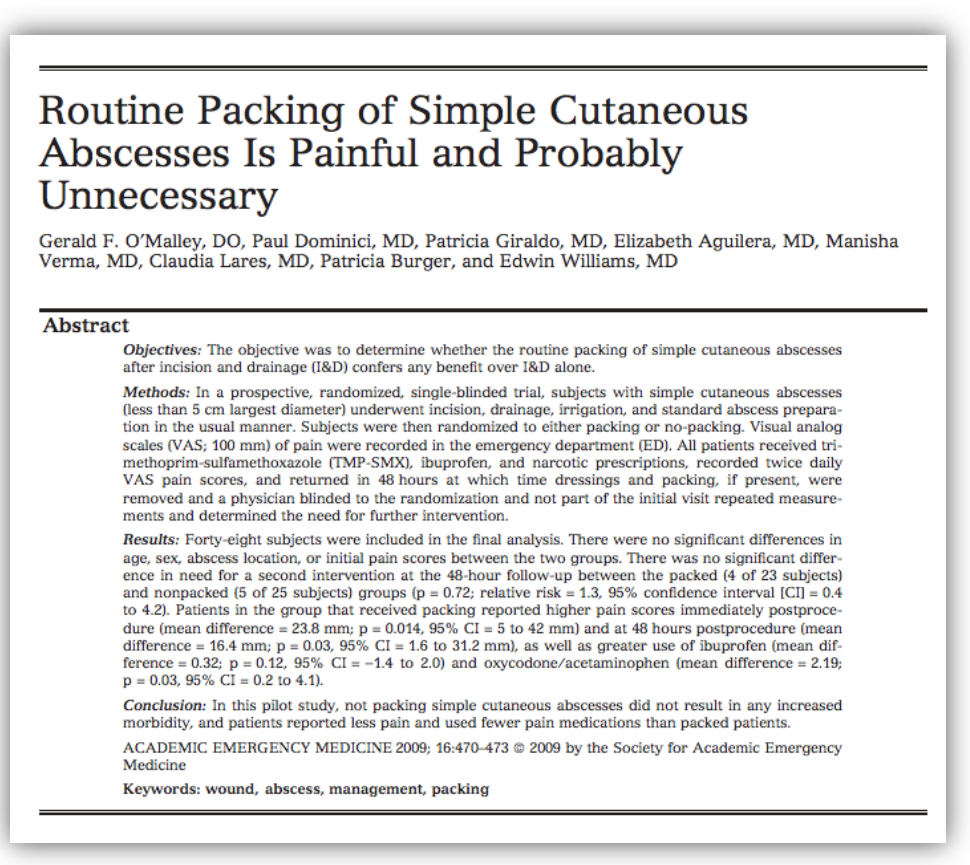 Routine Packing of Simple Cutaneous
Abscesses Is Painful and Probably
Unnecessary
Gerald F. O’Malley, DO, Paul Dominici, MD, Patricia Giraldo, MD, Elizabeth Aguilera, MD, Manisha
Verma, MD, Claudia Lares, MD, Patricia Burger, and Edwin Williams, MD
Abstract
Objectives: The objective was to determine whether the routine packing of simple cutaneous abscesses
after incision and drainage (I&D) confers any benefit over I&D alone.
Methods: In a prospective, randomized, single-blinded trial, subjects with simple cutaneous abscesses
(less than 5 cm largest diameter) underwent incision, drainage, irrigation, and standard abscess prepara-
tion in the usual manner. Subjects were then randomized to either packing or no-packing. Visual analog
scales (VAS; 100 mm) of pain were recorded in the emergency department (ED). All patients received tri-
methoprim-sulfamethoxazole (TMP-SMX), ibuprofen, and narcotic prescriptions, recorded twice daily
VAS pain scores, and returned in 48 hours at which time dressings and packing, if present, were
removed and a physician blinded to the randomization and not part of the initial visit repeated measure-
ments and determined the need for further intervention.
Results: Forty-eight subjects were included in the final analysis. There were no significant differences in
age, sex, abscess location, or initial pain scores between the two groups. There was no significant differ-
ence in need for a second intervention at the 48-hour follow-up between the packed (4 of 23 subjects)
and nonpacked (5 of 25 subjects) groups (p = 0.72; relative risk = 1.3, 95% confidence interval [CI] = 0.4
to 4.2). Patients in the group that received packing reported higher pain scores immediately postproce-
dure (mean difference = 23.8 mm; p = 0.014, 95% CI = 5 to 42 mm) and at 48 hours postprocedure (mean
difference = 16.4 mm; p = 0.03, 95% CI = 1.6 to 31.2 mm), as well as greater use of ibuprofen (mean dif-
ference = 0.32; p = 0.12, 95% CI = −1.4 to 2.0) and oxycodone/acetaminophen (mean difference = 2.19;
p = 0.03, 95% CI = 0.2 to 4.1).
Conclusion: In this pilot study, not packing simple cutaneous abscesses did not result in any increased
morbidity, and patients reported less pain and used fewer pain medications than packed patients.
ACADEMIC EMERGENCY MEDICINE 2009; 16:470–473 © 2009 by the Society for Academic Emergency
Medicine
Keywords: wound, abscess, management, packing